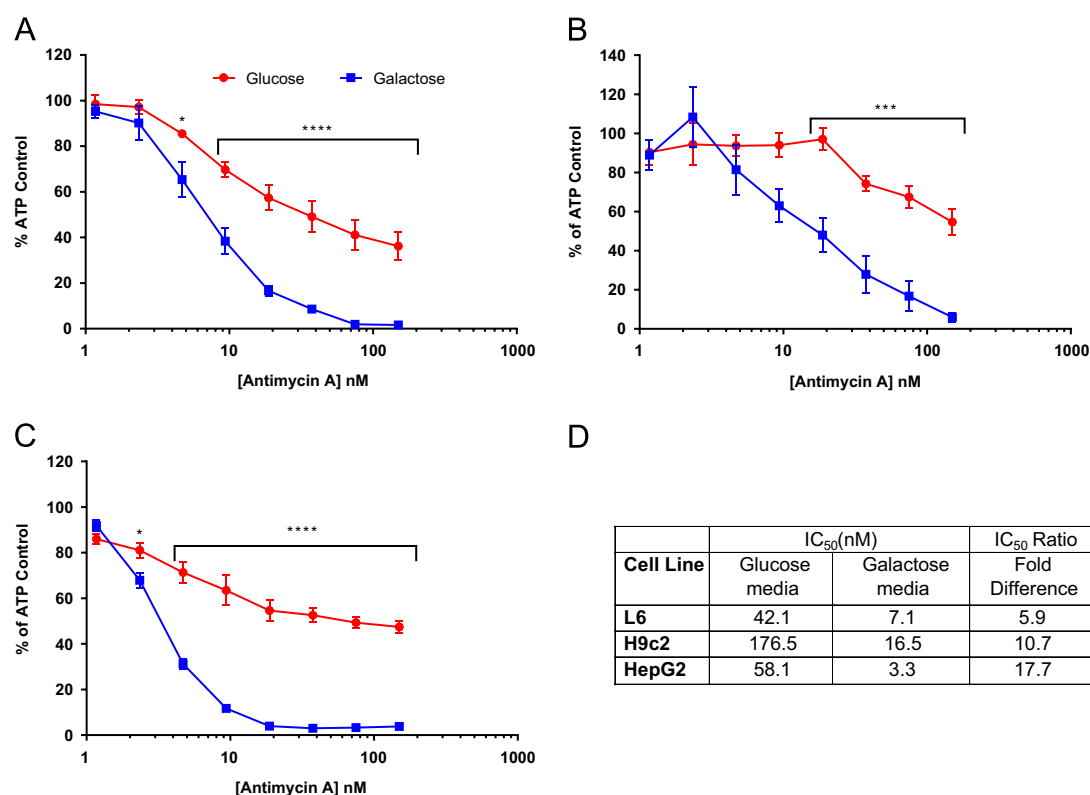 A
120
100
80
60
40
20
0
% ATP Control
Glucose
Galactose
*
****
1
10
100
1000
[Antimycin A] nM
B
140
120
100
80
60
40
20
0
% of ATP Control
***
1
10
100
1000
[Antimycin A] nM
C
120
100
80
60
40
20
0
% of ATP Control
*
****
1
10
100
1000
[Antimycin A] nM
D
IC50(nM) IC50 Ratio
Cell Line Glucose Galactose Fold
media media Difference
L6 42.1 7.1 5.9
H9c2 176.5 16.5 10.7
HepG2 58.1 3.3 17.7